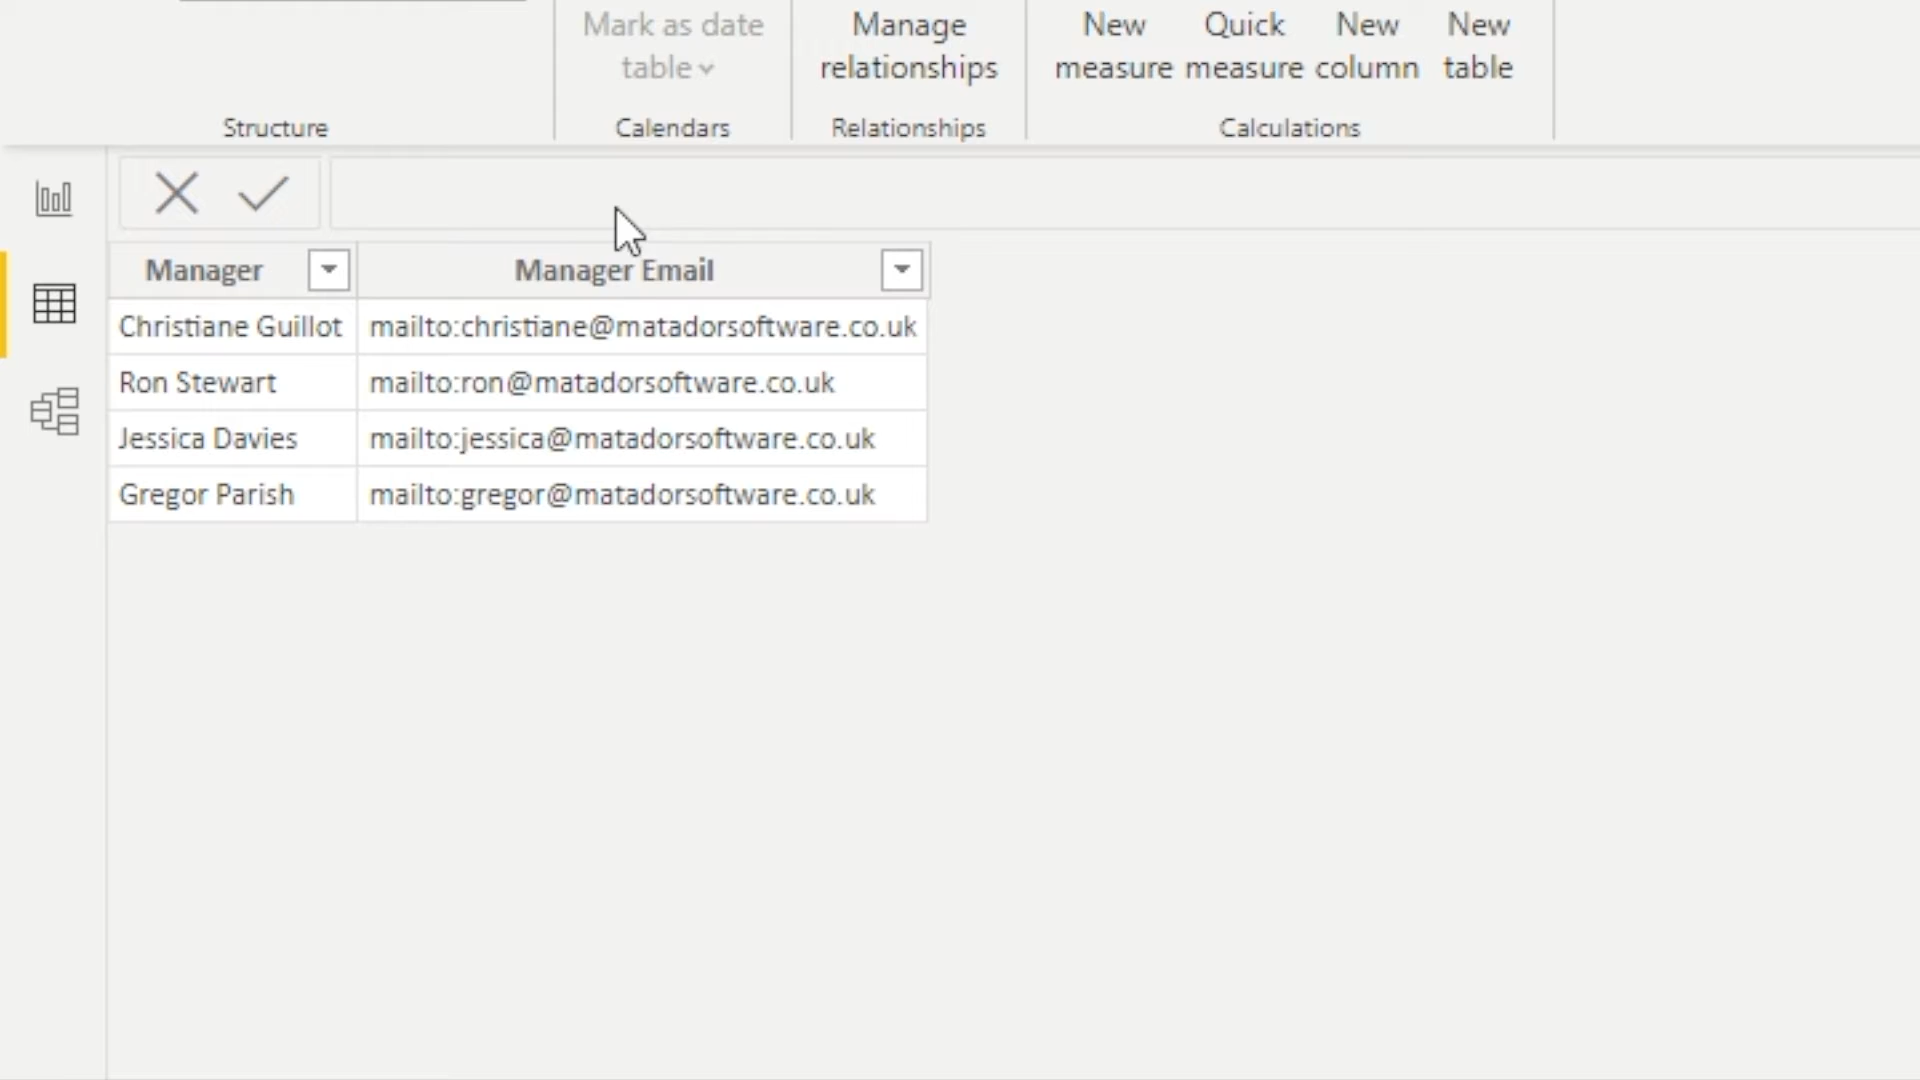 Mark as date table
Manage relationships
New measure
Quick measure
New column
New table
Structure
Calendars
Relationships
Calculations
Manager
Manager Email
Christiane Guillot
mailto:christiane@matadorsoftware.co.uk
Ron Stewart
mailto:ron@matadorsoftware.co.uk
Jessica Davies
mailto:jessica@matadorsoftware.co.uk
Gregor Parish
mailto:gregor@matadorsoftware.co.uk